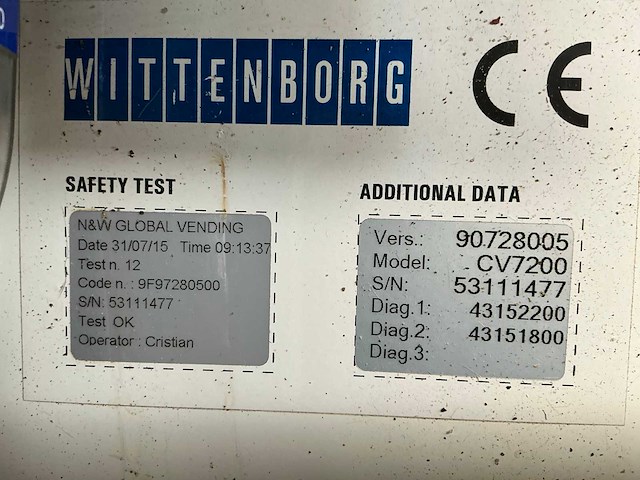 WITTENBORG
CE
SAFETY TEST
N&W GLOBAL VENDING
Date 31/07/15 Time 09:13:37
Test n. 12
Code n. : 9F97280500
S/N: 53111477
Test OK
Operator : Cristian
ADDITIONAL DATA
Vers.: 90728005
Model: CV7200
S/N: 53111477
Diag.1: 43152200
Diag.2: 43151800
Diag.3: